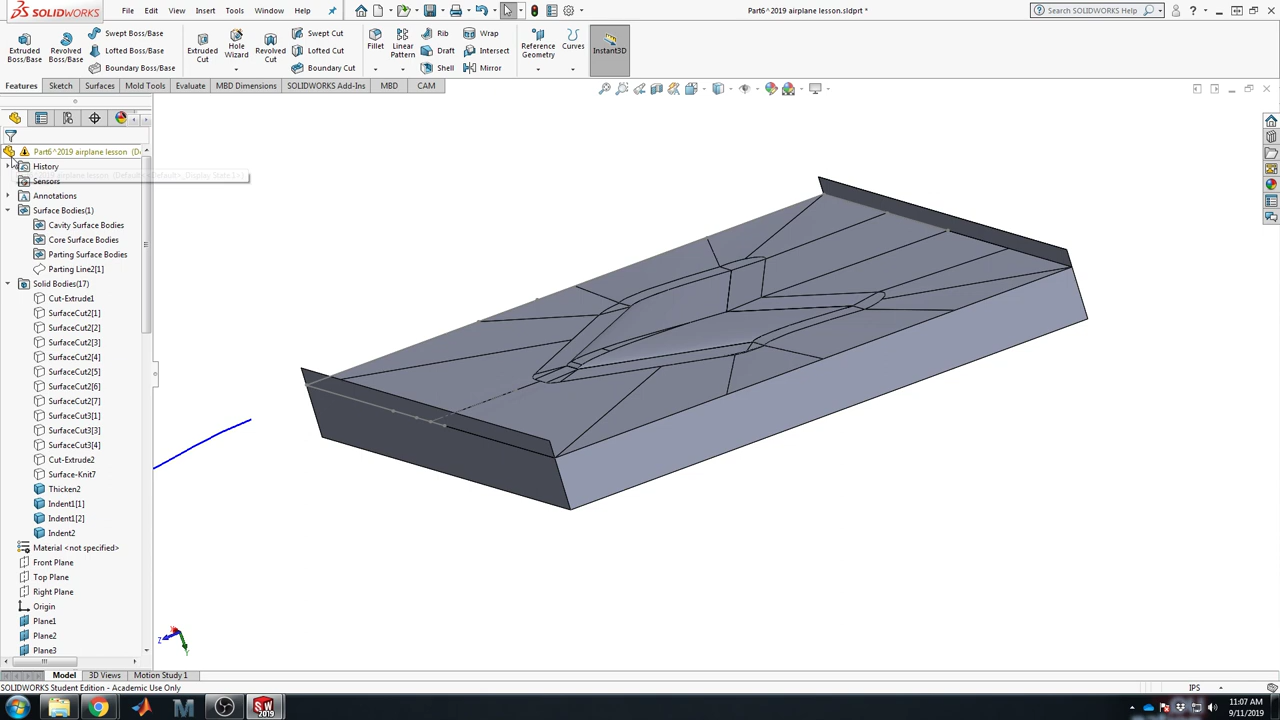 SOLIDWORKS
File Edit View Insert Tools Window Help
Part6^2019 airplane lesson.sldprt *
Search SOLIDWORKS Help
Extruded Boss/Base
Revolved Boss/Base
Swept Boss/Base
Lofted Boss/Base
Boundary Boss/Base
Extruded Cut
Hole Wizard
Revolved Cut
Swept Cut
Lofted Cut
Boundary Cut
Fillet
Linear Pattern
Rib
Draft
Shell
Wrap
Intersect
Mirror
Reference Geometry
Curves
Instant3D
Features Sketch Surfaces Mold Tools Evaluate MBD Dimensions SOLIDWORKS Add-Ins MBD CAM
Part6^2019 airplane lesson (D
History
Sensors
Annotations
Surface Bodies(1)
Cavity Surface Bodies
Core Surface Bodies
Parting Surface Bodies
Parting Line2[1]
Solid Bodies(17)
Cut-Extrude1
SurfaceCut2[1]
SurfaceCut2[2]
SurfaceCut2[3]
SurfaceCut2[4]
SurfaceCut2[5]
SurfaceCut2[6]
SurfaceCut2[7]
SurfaceCut3[1]
SurfaceCut3[3]
SurfaceCut3[4]
Cut-Extrude2
Surface-Knit7
Thicken2
Indent1[1]
Indent1[2]
Indent2
Material <not specified>
Front Plane
Top Plane
Right Plane
Origin
Plane1
Plane2
Plane3
Z
Y
Model 3D Views Motion Study 1
SOLIDWORKS Student Edition - Academic Use Only
IPS
11:07 AM
9/11/2019